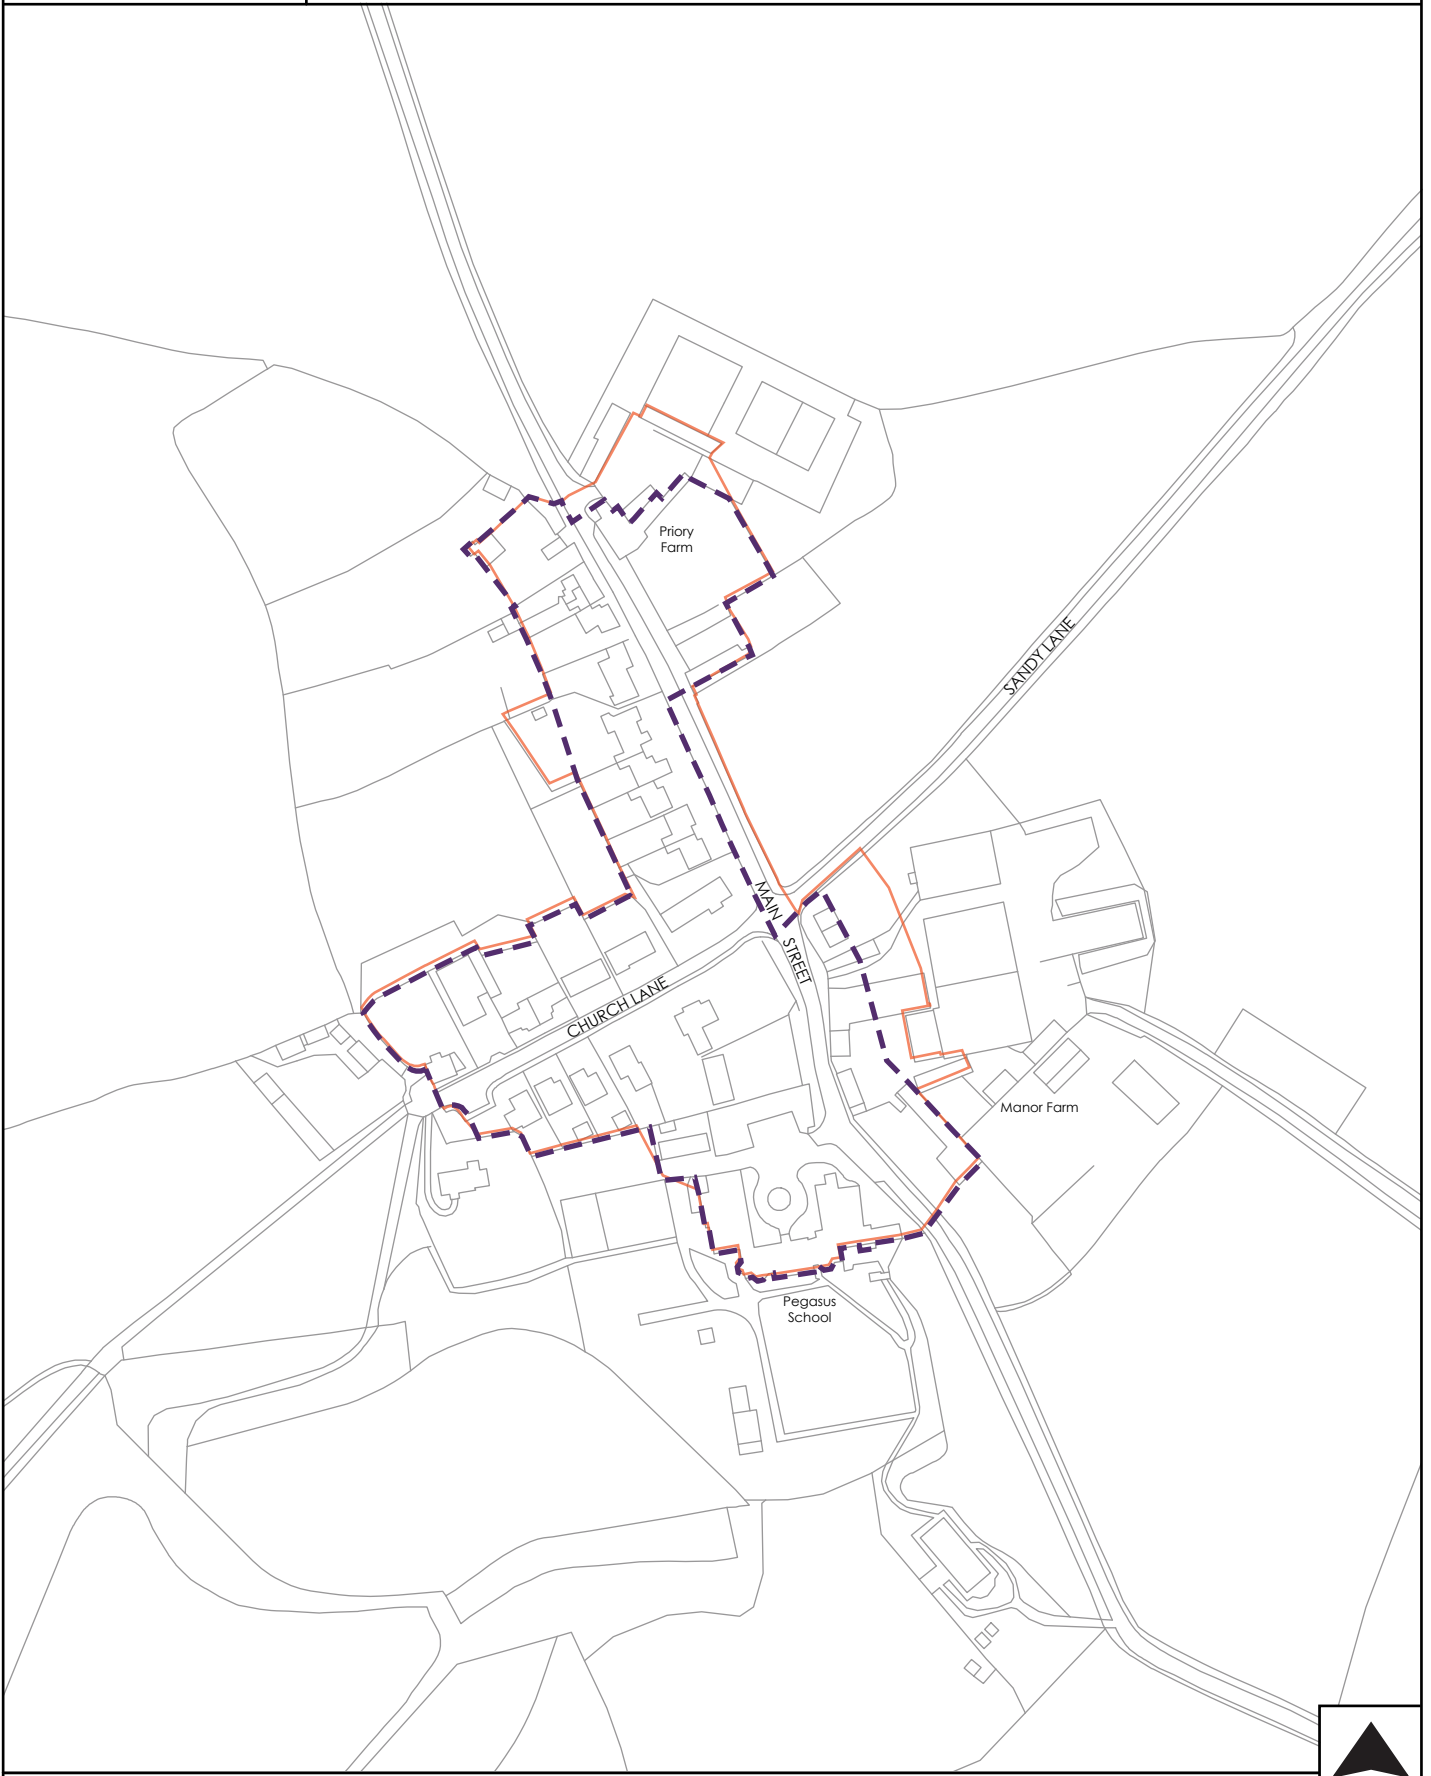 Priory
Farm
SANDY LANE
MAIN
STREET
CHURCH LANE
Manor Farm
Pegasus
School